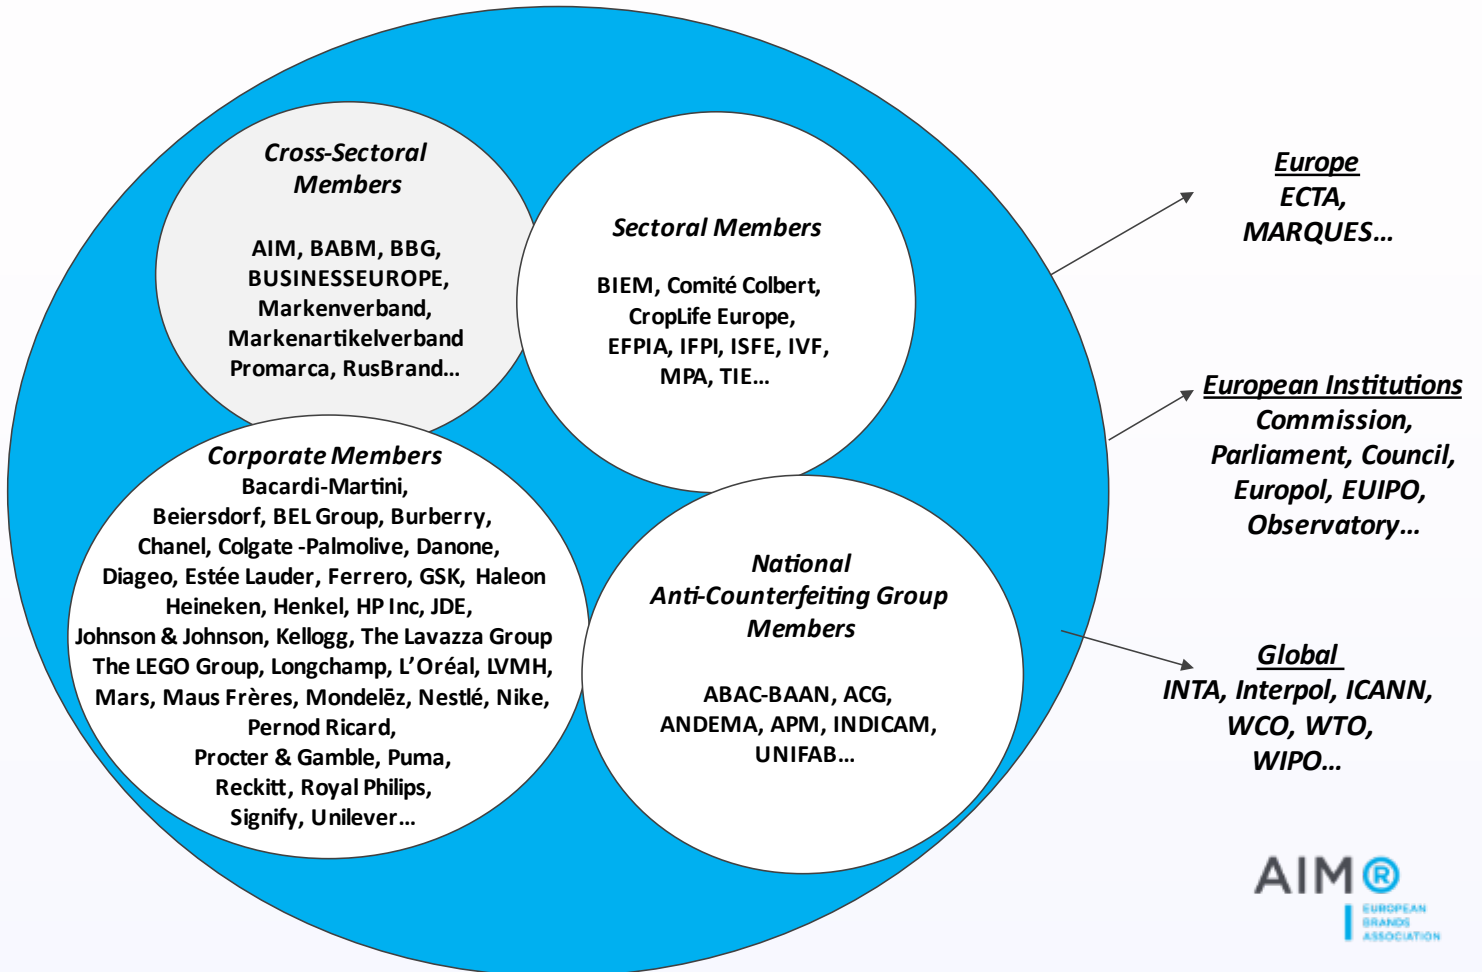 Cross-Sectoral
Members
AIM, BABM, BBG,
BUSINESSEUROPE,
Markenverband,
Markenartikelverband
Promarca, RusBrand...
Sectoral Members
BIEM, Comité Colbert,
CropLife Europe,
EFPIA, IFPI, ISFE, IVF,
MPA, TIE...
Corporate Members
Bacardi-Martini,
Beiersdorf, BEL Group, Burberry,
Chanel, Colgate -Palmolive, Danone,
Diageo, Estée Lauder, Ferrero, GSK, Haleon
Heineken, Henkel, HP Inc, JDE,
Johnson & Johnson, Kellogg, The Lavazza Group
The LEGO Group, Longchamp, L’Oréal, LVMH,
Mars, Maus Frères, Mondelēz, Nestlé, Nike,
Pernod Ricard,
Procter & Gamble, Puma,
Reckitt, Royal Philips,
Signify, Unilever...
National
Anti-Counterfeiting Group
Members
ABAC-BAAN, ACG,
ANDEMA, APM, INDICAM,
UNIFAB...
Europe
ECTA,
MARQUES...
European Institutions
Commission,
Parliament, Council,
Europol, EUIPO,
Observatory...
Global
INTA, Interpol, ICANN,
WCO, WTO,
WIPO...
AIM®
EUROPEAN
BRANDS
ASSOCIATION